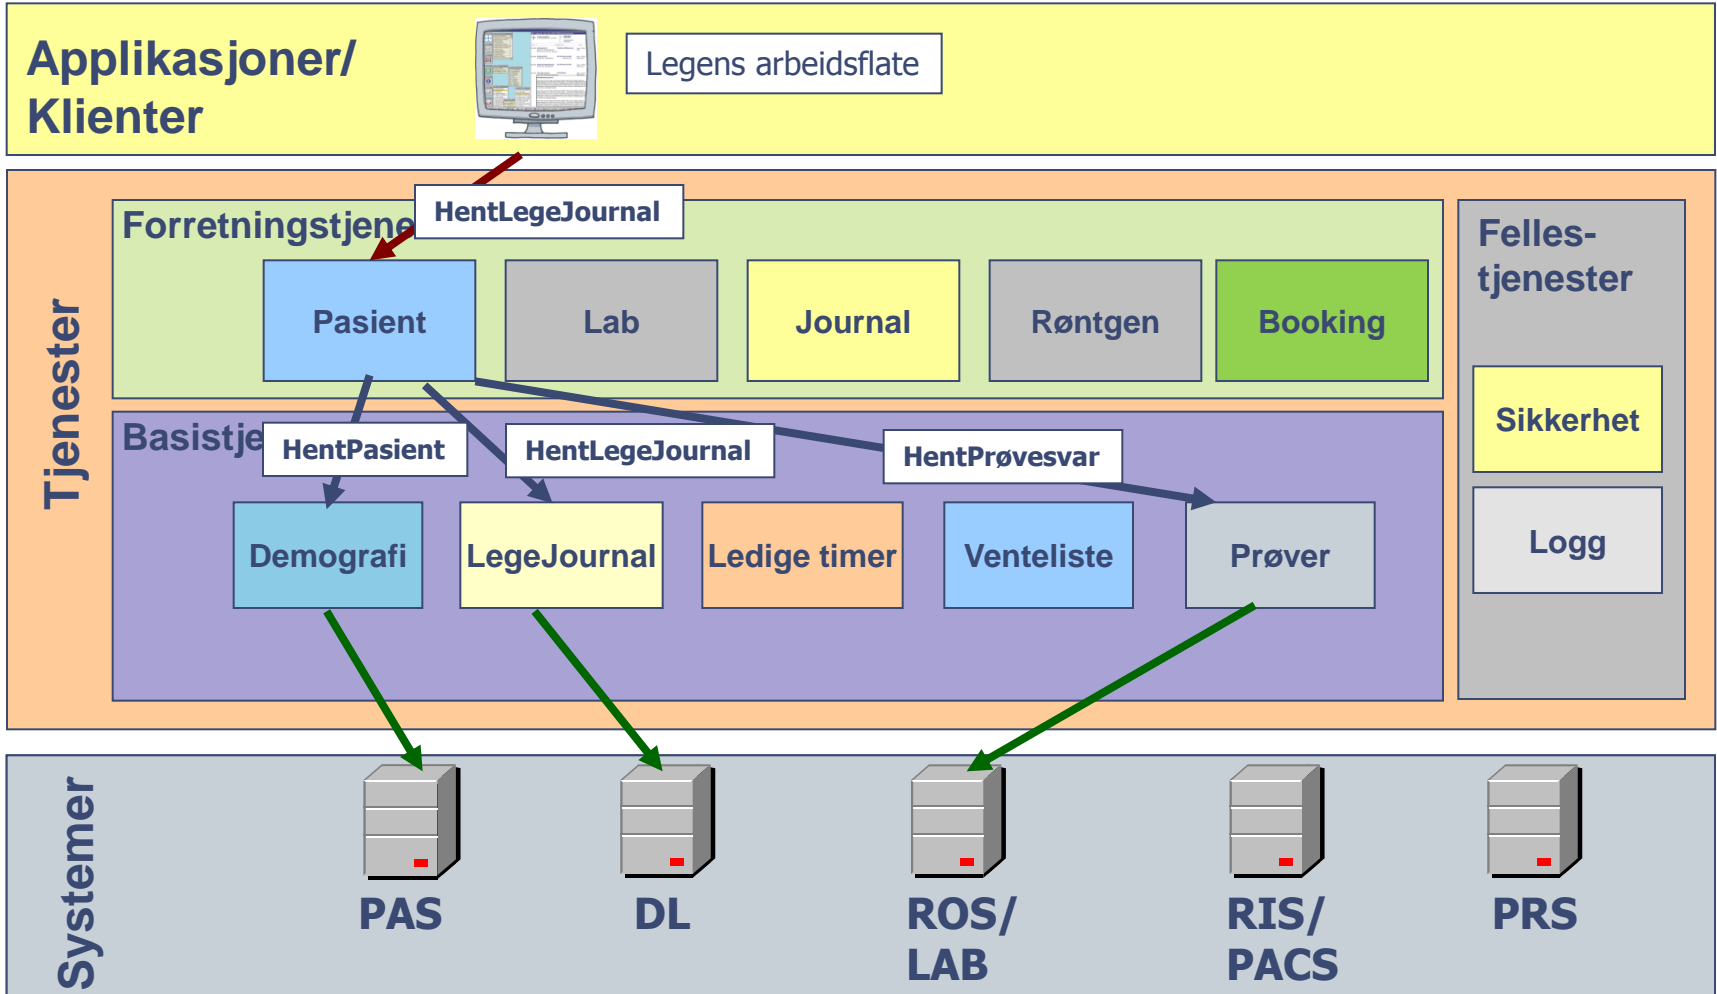 Applikasjoner/
Klienter
Legens arbeidsflate
Tjenester
Forretningstjene
HentLegeJournal
Pasient
Lab
Journal
Røntgen
Booking
Basistje
HentPasient
HentLegeJournal
HentPrøvesvar
Demografi
LegeJournal
Ledige timer
Venteliste
Prøver
Felles-
tjenester
Sikkerhet
Logg
Systemer
PAS
DL
ROS/
LAB
RIS/
PACS
PRS